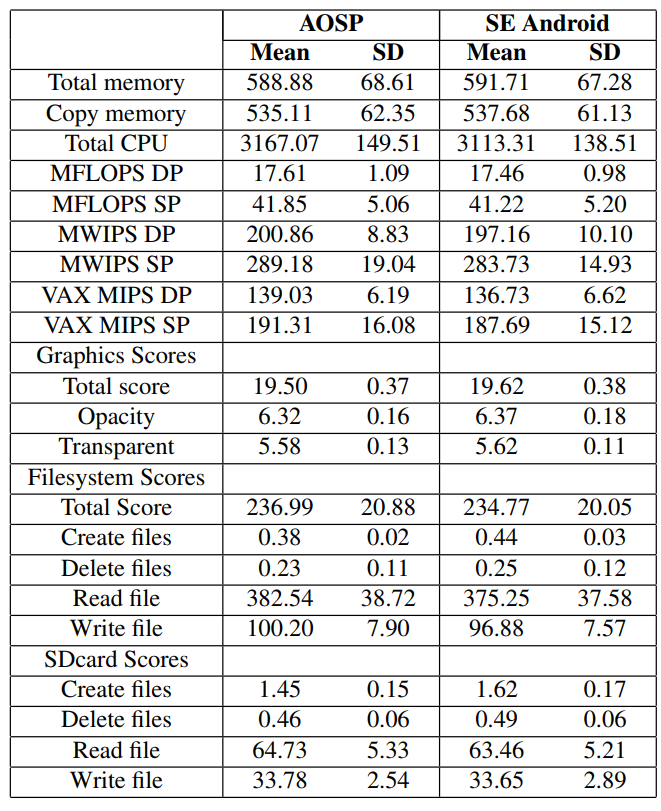 AOSP SE Android
Mean SD Mean SD
Total memory 588.88 68.61 591.71 67.28
Copy memory 535.11 62.35 537.68 61.13
Total CPU 3167.07 149.51 3113.31 138.51
MFLOPS DP 17.61 1.09 17.46 0.98
MFLOPS SP 41.85 5.06 41.22 5.20
MWIPS DP 200.86 8.83 197.16 10.10
MWIPS SP 289.18 19.04 283.73 14.93
VAX MIPS DP 139.03 6.19 136.73 6.62
VAX MIPS SP 191.31 16.08 187.69 15.12
Graphics Scores
Total score 19.50 0.37 19.62 0.38
Opacity 6.32 0.16 6.37 0.18
Transparent 5.58 0.13 5.62 0.11
Filesystem Scores
Total Score 236.99 20.88 234.77 20.05
Create files 0.38 0.02 0.44 0.03
Delete files 0.23 0.11 0.25 0.12
Read file 382.54 38.72 375.25 37.58
Write file 100.20 7.90 96.88 7.57
SDcard Scores
Create files 1.45 0.15 1.62 0.17
Delete files 0.46 0.06 0.49 0.06
Read file 64.73 5.33 63.46 5.21
Write file 33.78 2.54 33.65 2.89